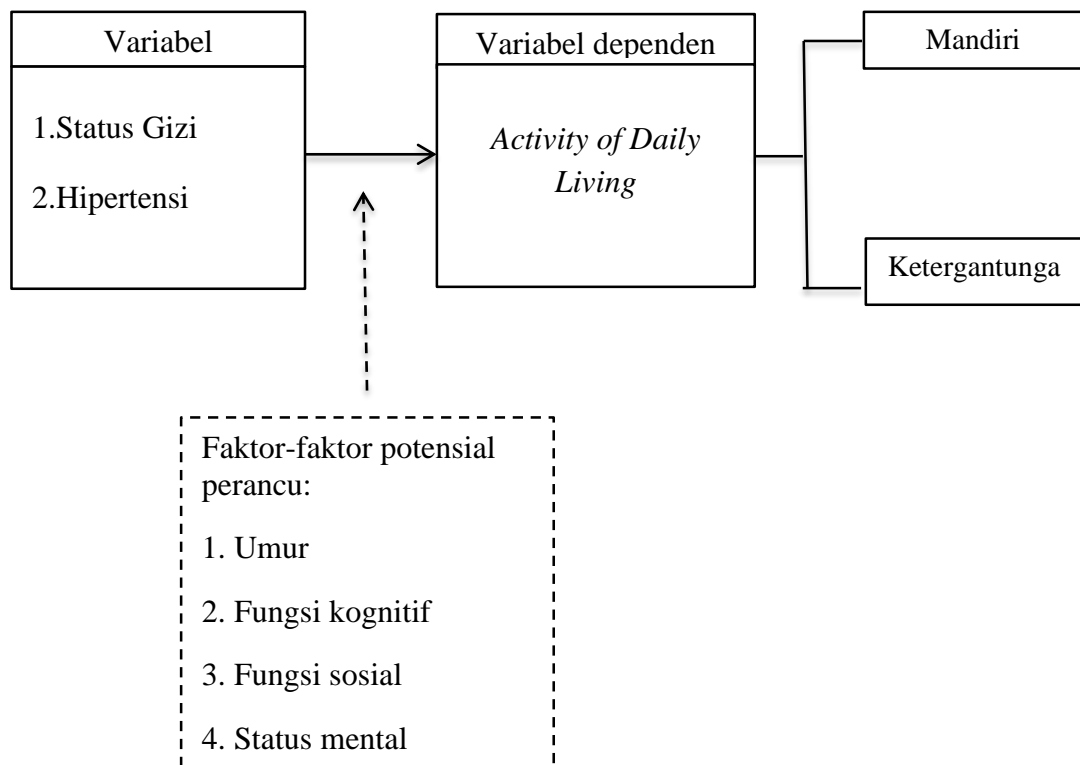 Variabel
1.Status Gizi
2.Hipertensi
Variabel dependen
Activity of Daily
Living
Mandiri
Ketergantunga
Faktor-faktor potensial
perancu:
1. Umur
2. Fungsi kognitif
3. Fungsi sosial
4. Status mental